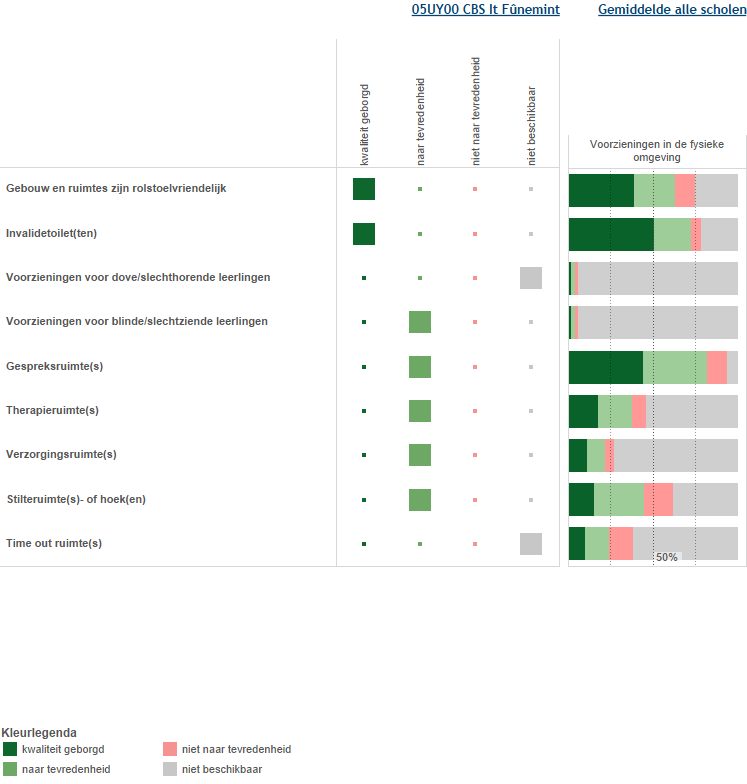 05UY00 CBS It Fûnemint
Gemiddelde alle scholen
kwaliteit geborgd
naar tevredenheid
niet naar tevredenheid
niet beschikbaar
Voorzieningen in de fysieke
omgeving
Gebouw en ruimtes zijn rolstoelvriendelijk
Invalidetoilet(ten)
Voorzieningen voor dove/slechthorende leerlingen
Voorzieningen voor blinde/slechtziende leerlingen
Gespreksruimte(s)
Therapieruimte(s)
Verzorgingsruimte(s)
Stilteruimte(s)- of hoek(en)
Time out ruimte(s)
50%
Kleurlegenda
kwaliteit geborgd
niet naar tevredenheid
naar tevredenheid
niet beschikbaar